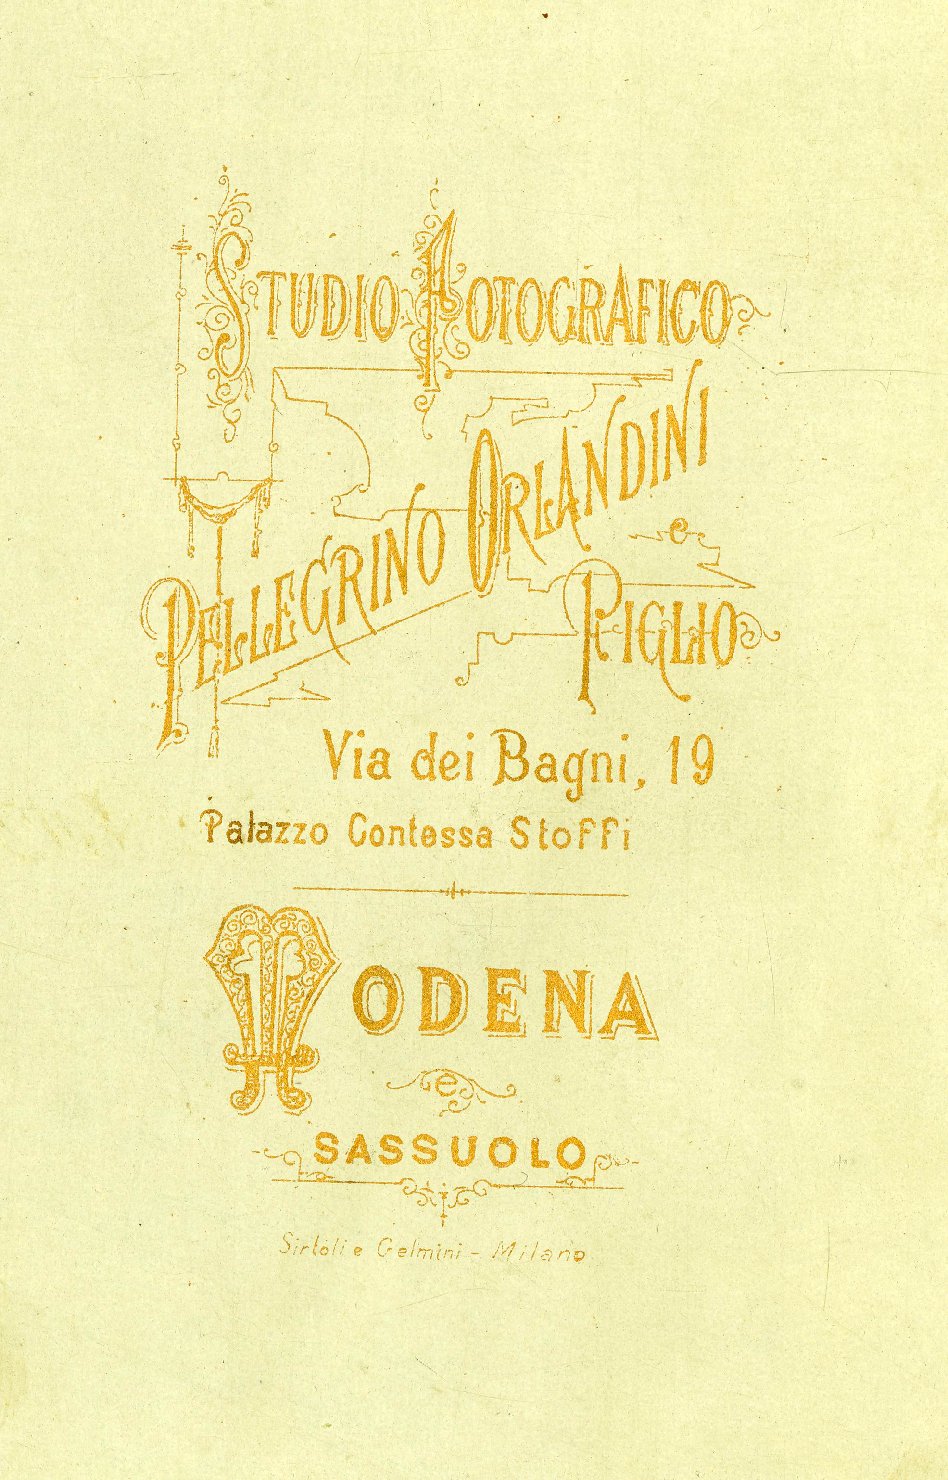 STUDIO FOTOGRAFICO
PELLEGRINO ORLANDINI
FIGLIO
Via dei Bagni, 19
Palazzo Contessa Stoffi
MODENA
e
SASSUOLO
Sirtoli e Gelmini - Milano.